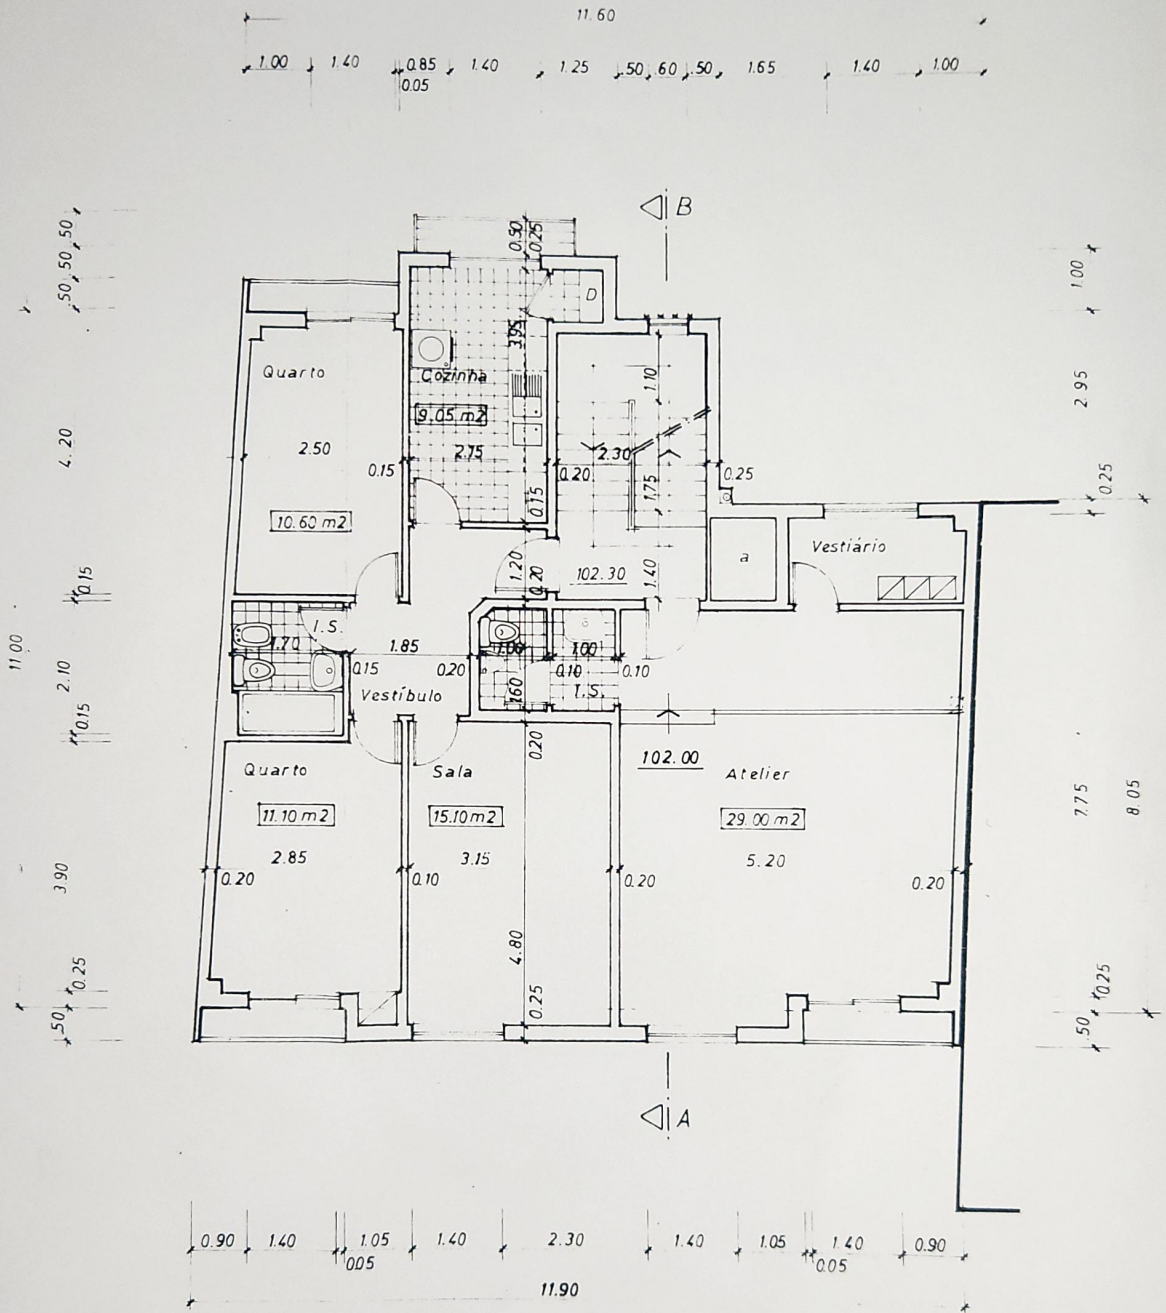 11.60
1.00 1.40 0.85 1.40 1.25 .50 .60 .50 1.65 1.40 1.00
0.05
B
.50 .50 .50
0.50 0.25
1.00
D
3.95
Quarto
Cozinha
9.05 m2
1.10
2.95
4.20
2.50
0.15
2.75
2.30
0.20
1.75
0.25
0.25
0.15
10.60 m2
Vestiário
a
1.20
0.20
102.30
1.40
0.15
I.S.
1.70
1.85
1.00
1.00
11.00
2.10
0.15
0.20
0.10
0.10
Vestíbulo
1.60
I.S.
0.15
0.20
102.00
Quarto
Sala
Atelier
11.10 m2
15.10 m2
29.00 m2
7.75
8.05
2.85
3.15
5.20
3.90
0.20
0.10
0.20
0.20
4.80
0.25
0.25
0.25
.50
.50
A
0.90 1.40 1.05 1.40 2.30 1.40 1.05 1.40 0.90
0.05 0.05
11.90